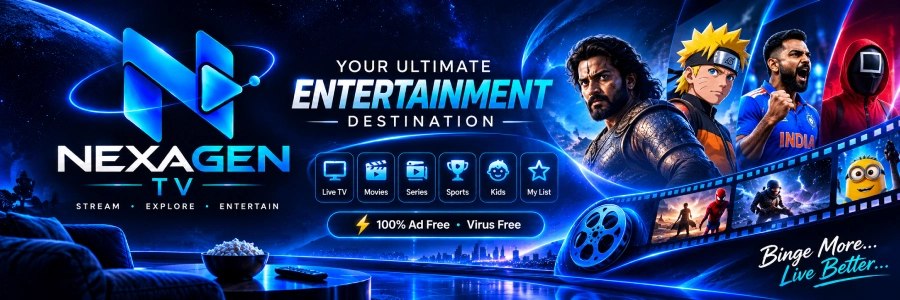 NEXAGEN
TV
STREAM • EXPLORE • ENTERTAIN
YOUR ULTIMATE
ENTERTAINMENT
DESTINATION
Live TV
Movies
Series
Sports
Kids
My List
100% Ad Free • Virus Free
INDIA
Binge More...
Live Better...